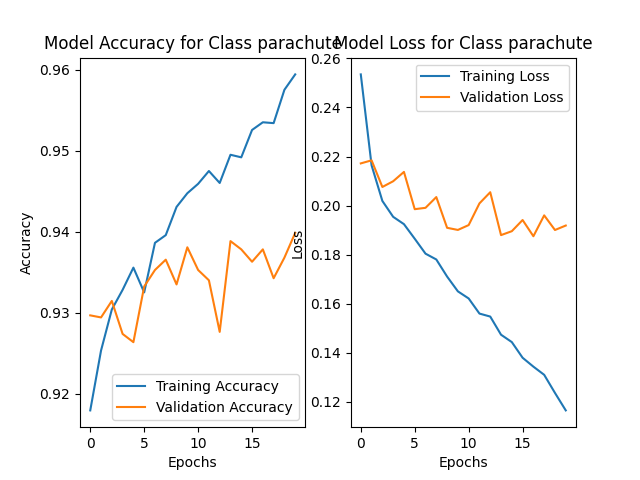 Model Accuracy for Class parachute
0.96
0.95
0.94
0.93
0.92
Accuracy
0 5 10 15
Epochs
Training Accuracy
Validation Accuracy
Model Loss for Class parachute
0.26
0.24
0.22
0.20
0.18
0.16
0.14
0.12
Loss
0 5 10 15
Epochs
Training Loss
Validation Loss